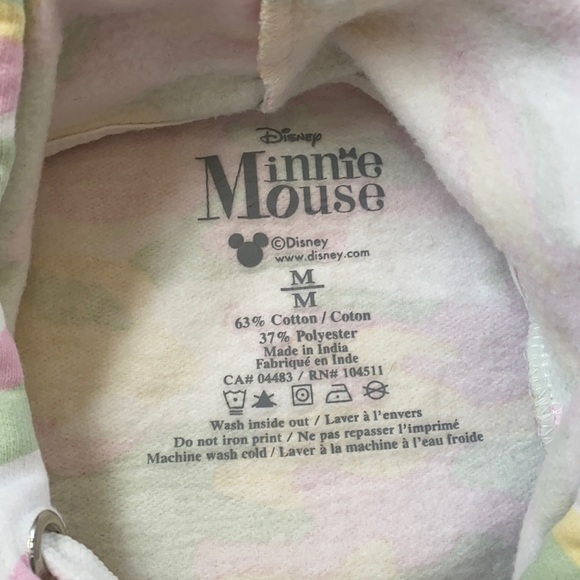 Disney
Minnie
Mouse
©Disney
www.disney.com
M
M
63% Cotton / Coton
37% Polyester
Made in India
Fabriqué en Inde
CA# 04483 / RN# 104511
Wash inside out / Laver à l'envers
Do not iron print / Ne pas repasser l'imprimé
Machine wash cold / Laver à la machine à l'eau froide